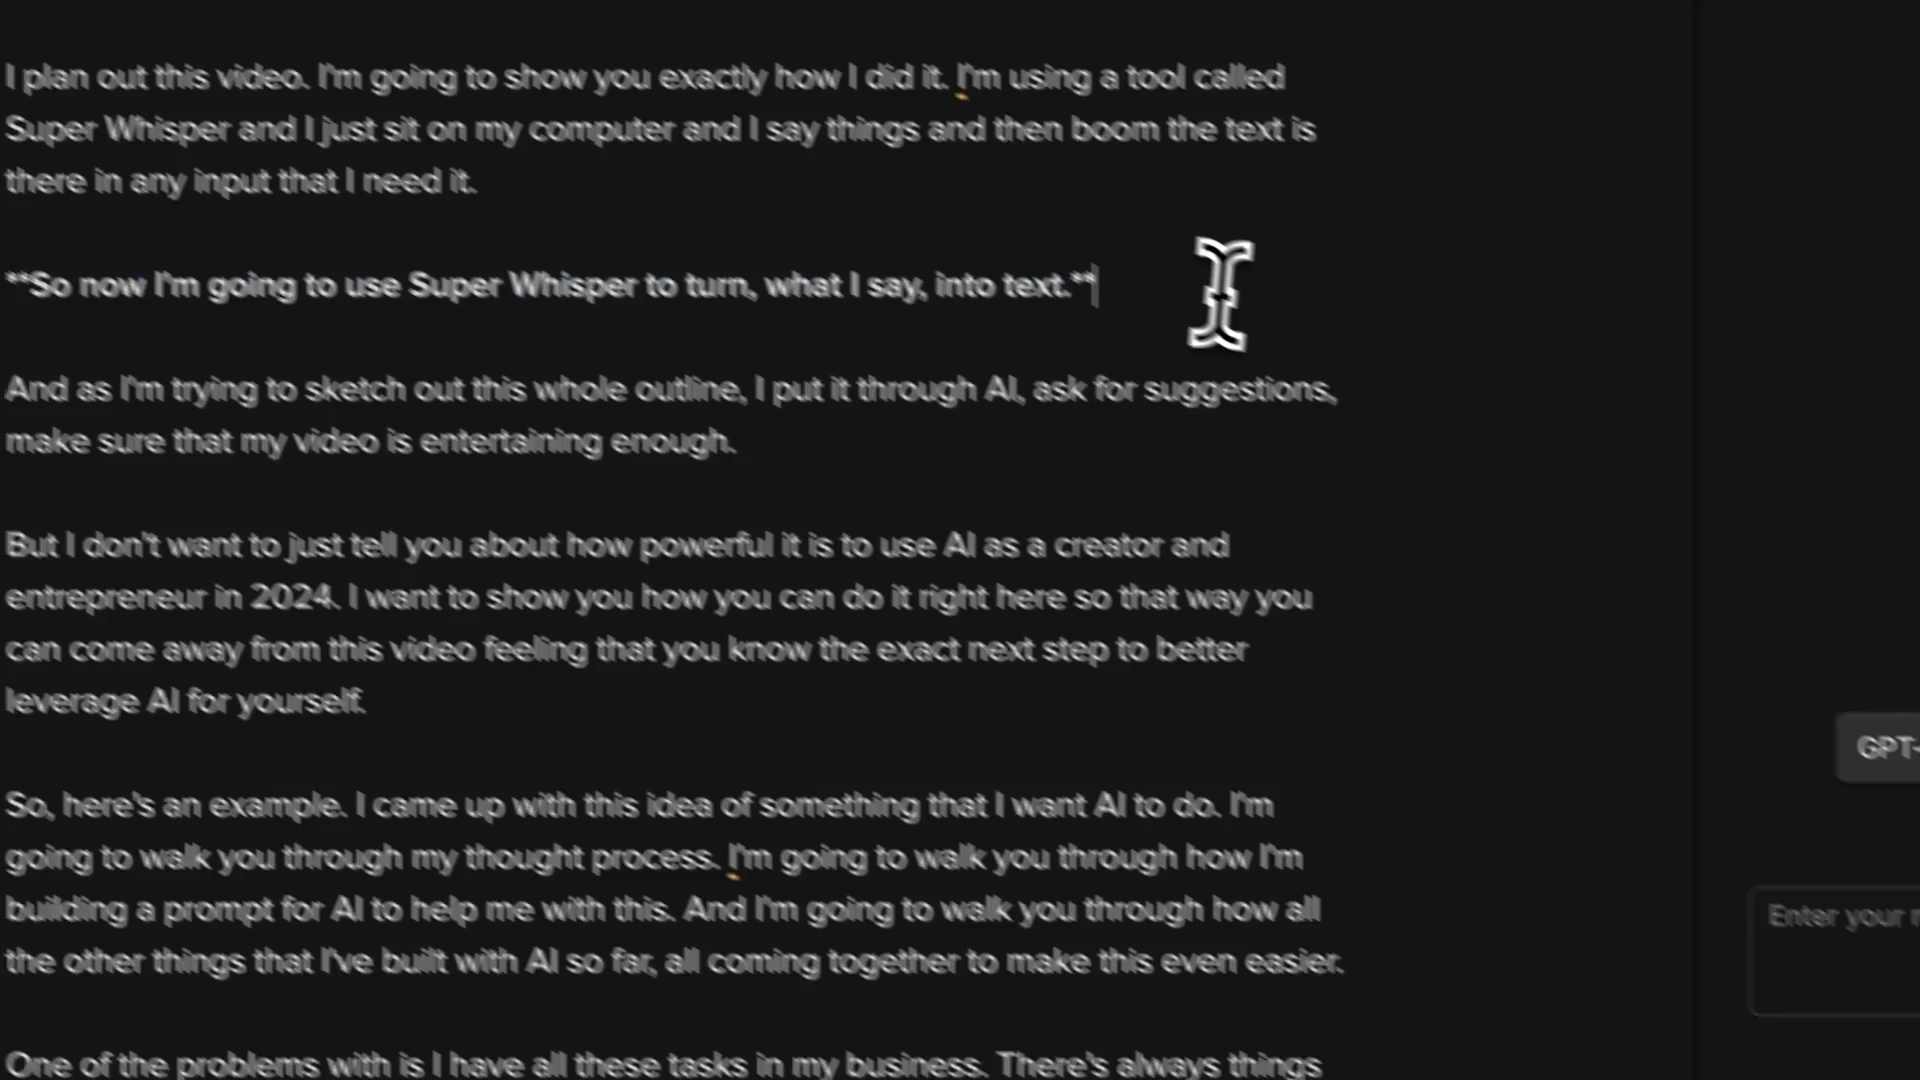 I plan out this video. I'm going to show you exactly how I did it. I'm using a tool called
Super Whisper and I just sit on my computer and I say things and then boom the text is
there in any input that I need it.
**So now I'm going to use Super Whisper to turn, what I say, into text.**
And as I'm trying to sketch out this whole outline, I put it through AI, ask for suggestions,
make sure that my video is entertaining enough.
But I don't want to just tell you about how powerful it is to use AI as a creator and
entrepreneur in 2024. I want to show you how you can do it right here so that way you
can come away from this video feeling that you know the exact next step to better
leverage AI for yourself.
GPT-
So, here's an example. I came up with this idea of something that I want AI to do. I'm
going to walk you through my thought process. I'm going to walk you through how I'm
building a prompt for AI to help me with this. And I'm going to walk you through how all
the other things that I've built with AI so far, all coming together to make this even easier.
Enter your
One of the problems with is I have all these tasks in my business. There's always things